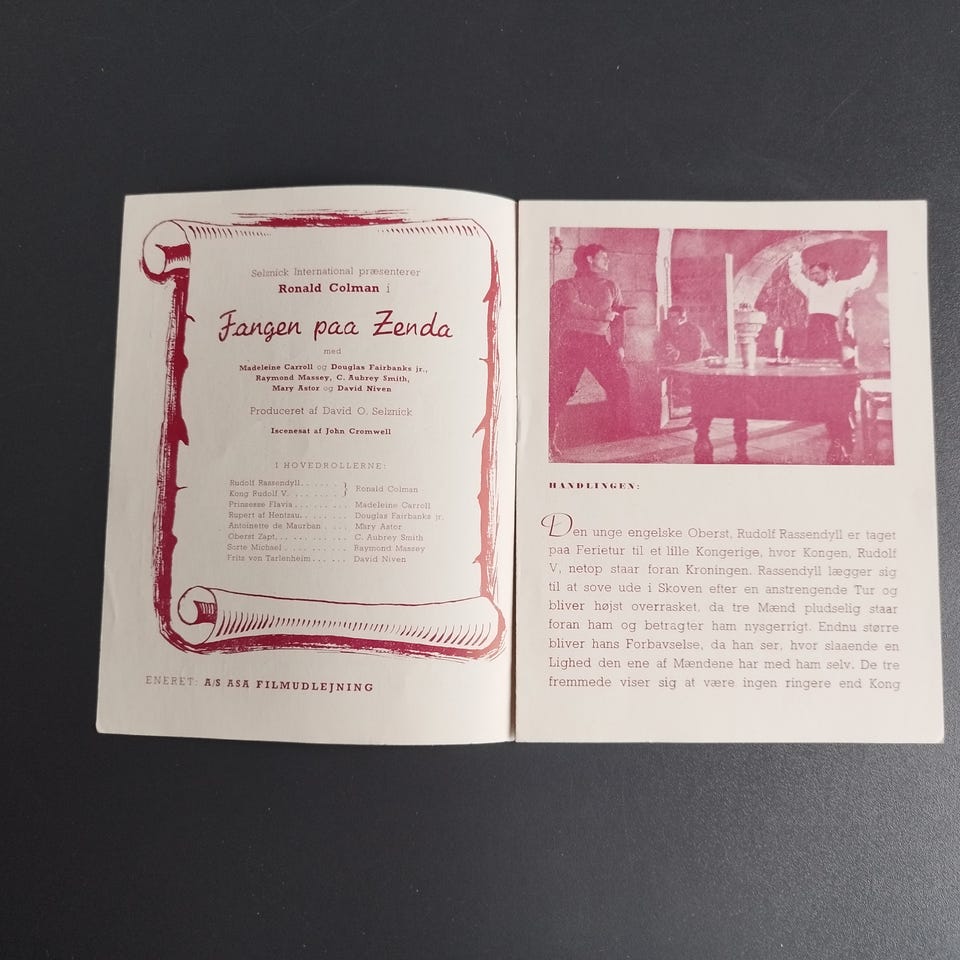 Selznick International præsenterer
Ronald Colman i
Fangen paa Zenda
med
Madeleine Carroll og Douglas Fairbanks jr.,
Raymond Massey, C. Aubrey Smith,
Mary Astor og David Niven
Produceret af David O. Selznick
Iscenesat af John Cromwell
I HOVEDROLLERNE:
Rudolf Rassendyll. . . . . . } Ronald Colman
Kong Rudolf V. . . . . . . .
Prinsesse Flavia . . . . . . . . Madeleine Carroll
Rupert af Hentzau. . . . . . Douglas Fairbanks jr.
Antoinette de Maurban . . . . Mary Astor
Oberst Zapt. . . . . . . . . . . C. Aubrey Smith
Sorte Michael . . . . . . . . . . Raymond Massey
Fritz von Tarlenheim . . . . . David Niven
ENERET: A/S ASA FILMUDLEJNING
HANDLINGEN:
Den unge engelske Oberst, Rudolf Rassendyll er taget
paa Ferietur til et lille Kongerige, hvor Kongen, Rudolf
V, netop staar foran Kroningen. Rassendyll lægger sig
til at sove ude i Skoven efter en anstrengende Tur og
bliver højst overrasket, da tre Mænd pludselig staar
foran ham og betragter ham nysgerrigt. Endnu større
bliver hans Forbavselse, da han ser, hvor slaaende en
Lighed den ene af Mændene har med ham selv. De tre
fremmede viser sig at være ingen ringere end Kong